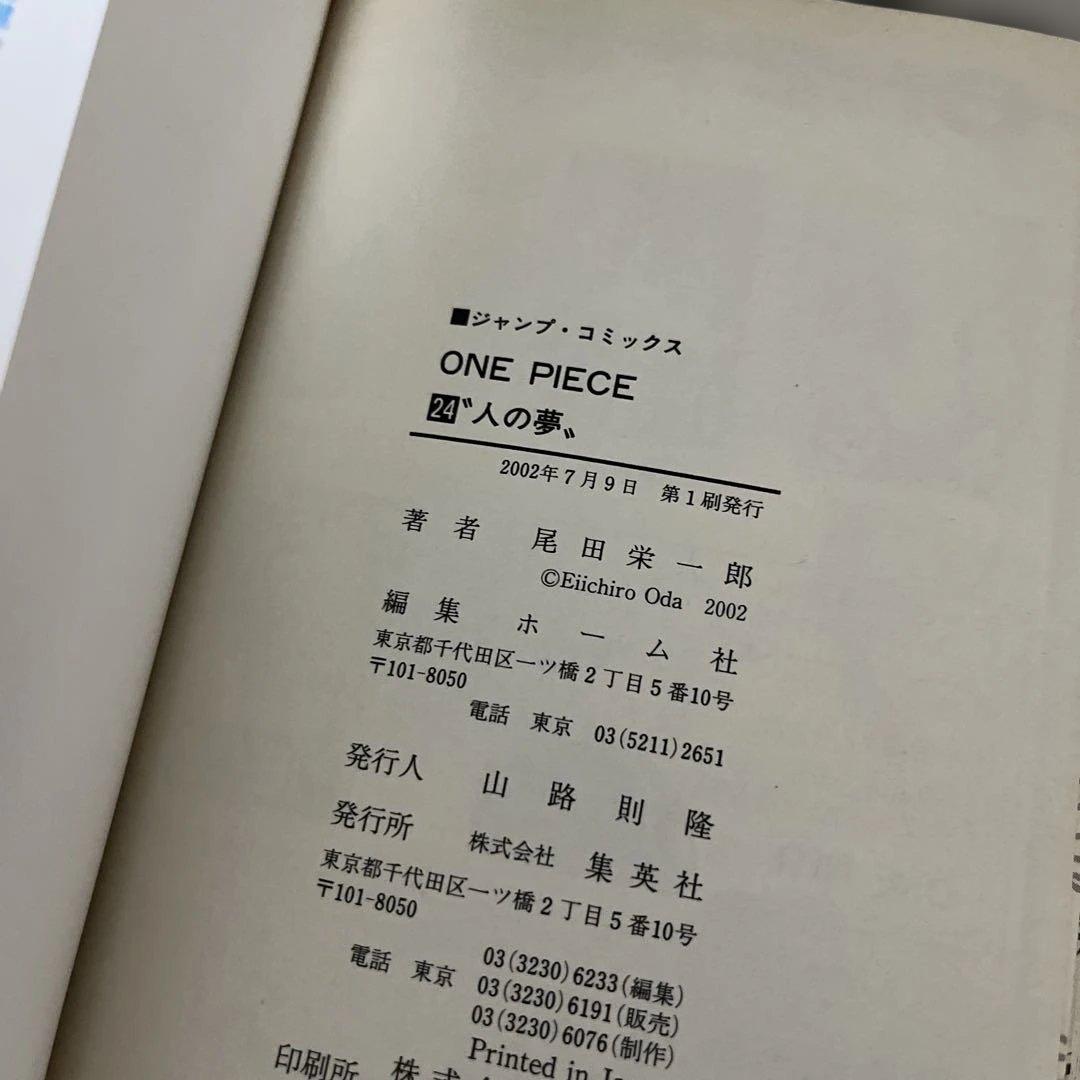 ■ジャンプ・コミックス
ONE PIECE
24〝人の夢〟
2002年7月9日 第1刷発行
著者 尾田栄一郎
©Eiichiro Oda 2002
編集 ホーム社
東京都千代田区一ツ橋2丁目5番10号
〒101-8050
電話 東京 03(5211)2651
発行人 山路則隆
発行所 株式会社 集英社
東京都千代田区一ツ橋2丁目5番10号
〒101-8050
03(3230)6233(編集)
電話 東京 03(3230)6191(販売)
03(3230)6076(制作)
Printed in
印刷所 株式